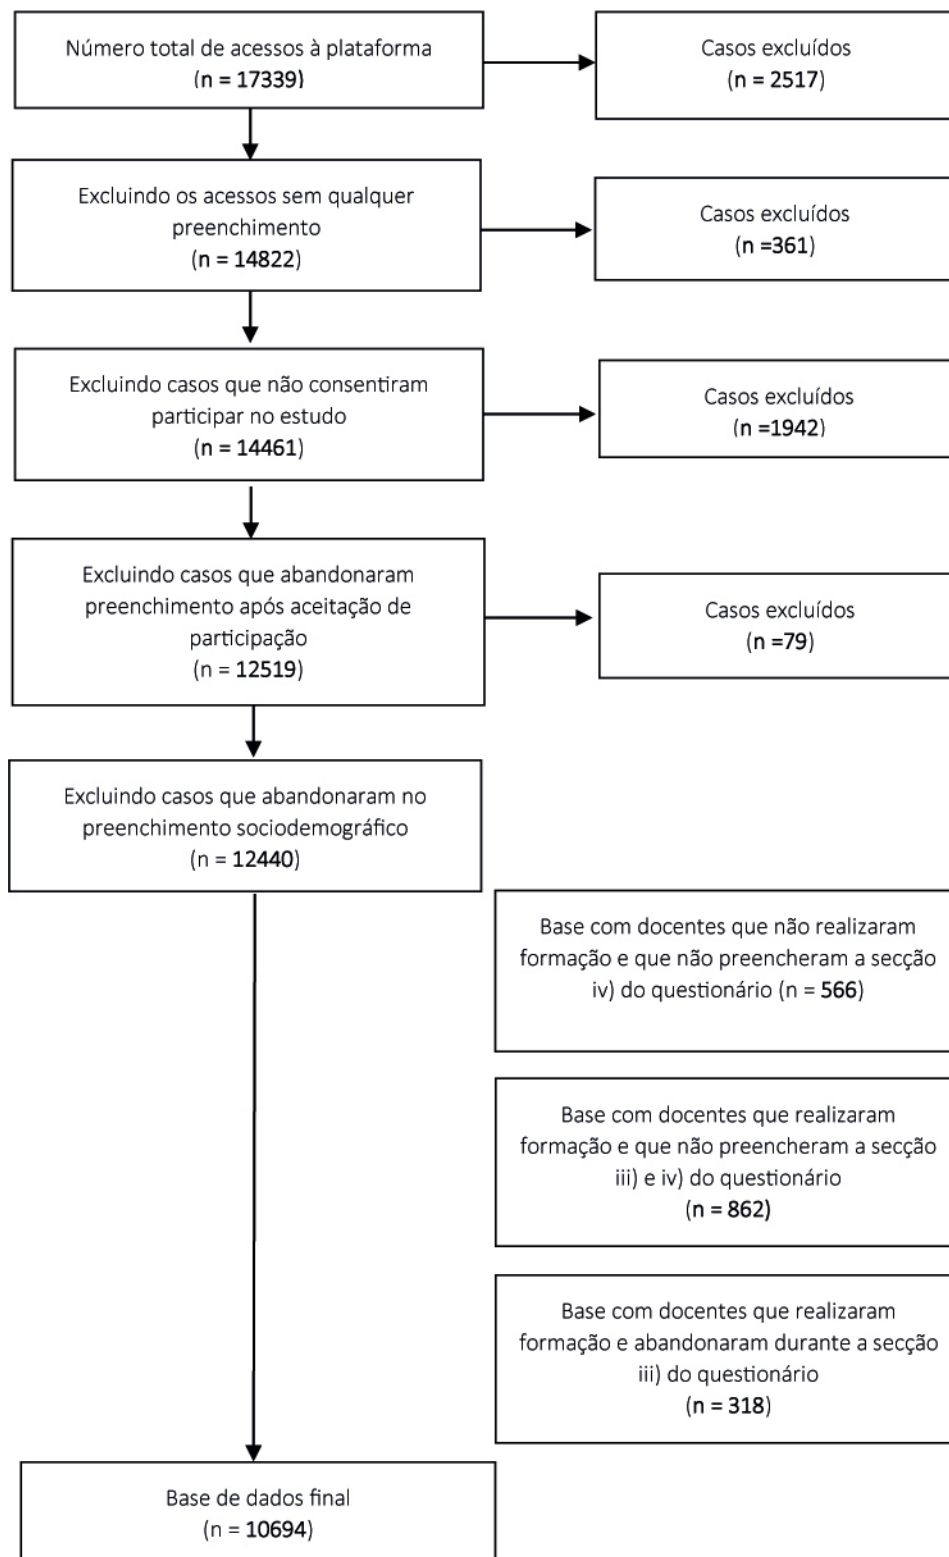 Número total de acessos à plataforma
(n = 17339)
Casos excluídos
(n = 2517)
Excluindo os acessos sem qualquer
preenchimento
(n = 14822)
Casos excluídos
(n =361)
Excluindo casos que não consentiram
participar no estudo
(n = 14461)
Casos excluídos
(n =1942)
Excluindo casos que abandonaram
preenchimento após aceitação de
participação
(n = 12519)
Casos excluídos
(n =79)
Excluindo casos que abandonaram no
preenchimento sociodemográfico
(n = 12440)
Base com docentes que não realizaram
formação e que não preencheram a secção
iv) do questionário (n = 566)
Base com docentes que realizaram
formação e que não preencheram a secção
iii) e iv) do questionário
(n = 862)
Base com docentes que realizaram
formação e abandonaram durante a secção
iii) do questionário
(n = 318)
Base de dados final
(n = 10694)